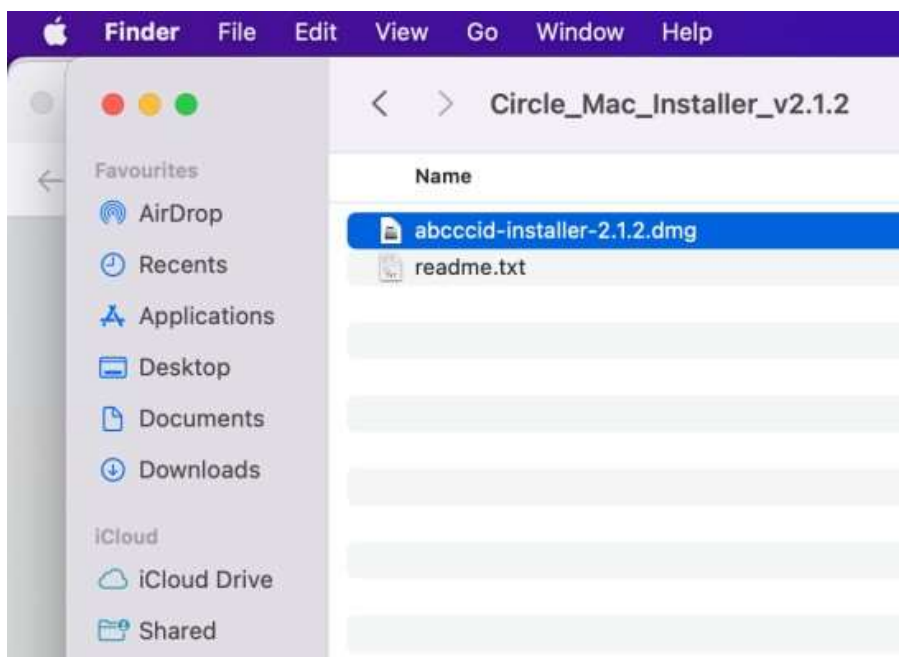 Finder File Edit View Go Window Help
Circle_Mac_Installer_v2.1.2
Favourites
AirDrop
Recents
Applications
Desktop
Documents
Downloads
iCloud
iCloud Drive
Shared
Name
abcccid-installer-2.1.2.dmg
readme.txt